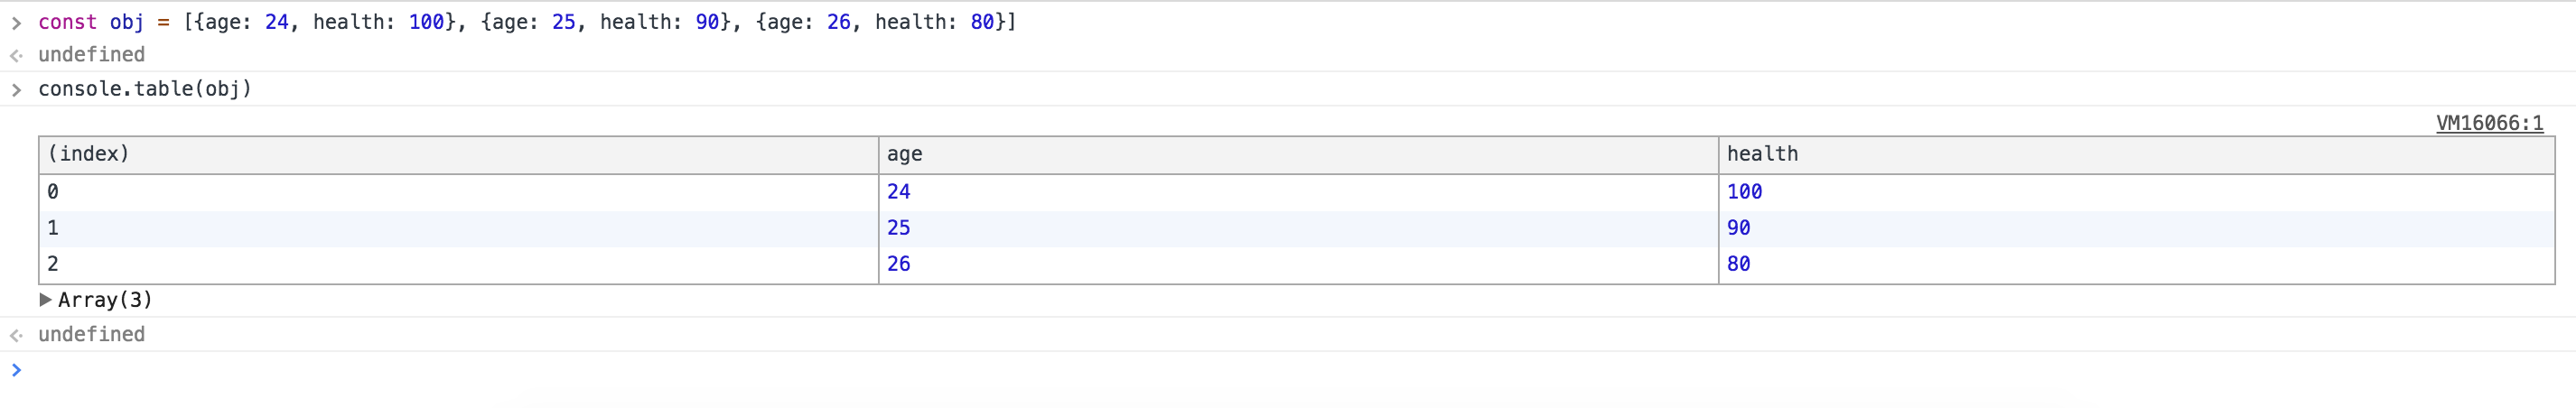 > const obj = [{age: 24, health: 100}, {age: 25, health: 90}, {age: 26, health: 80}]
undefined
> console.table(obj)
VM16066:1
(index) age health
0 24 100
1 25 90
2 26 80
▶ Array(3)
undefined
>